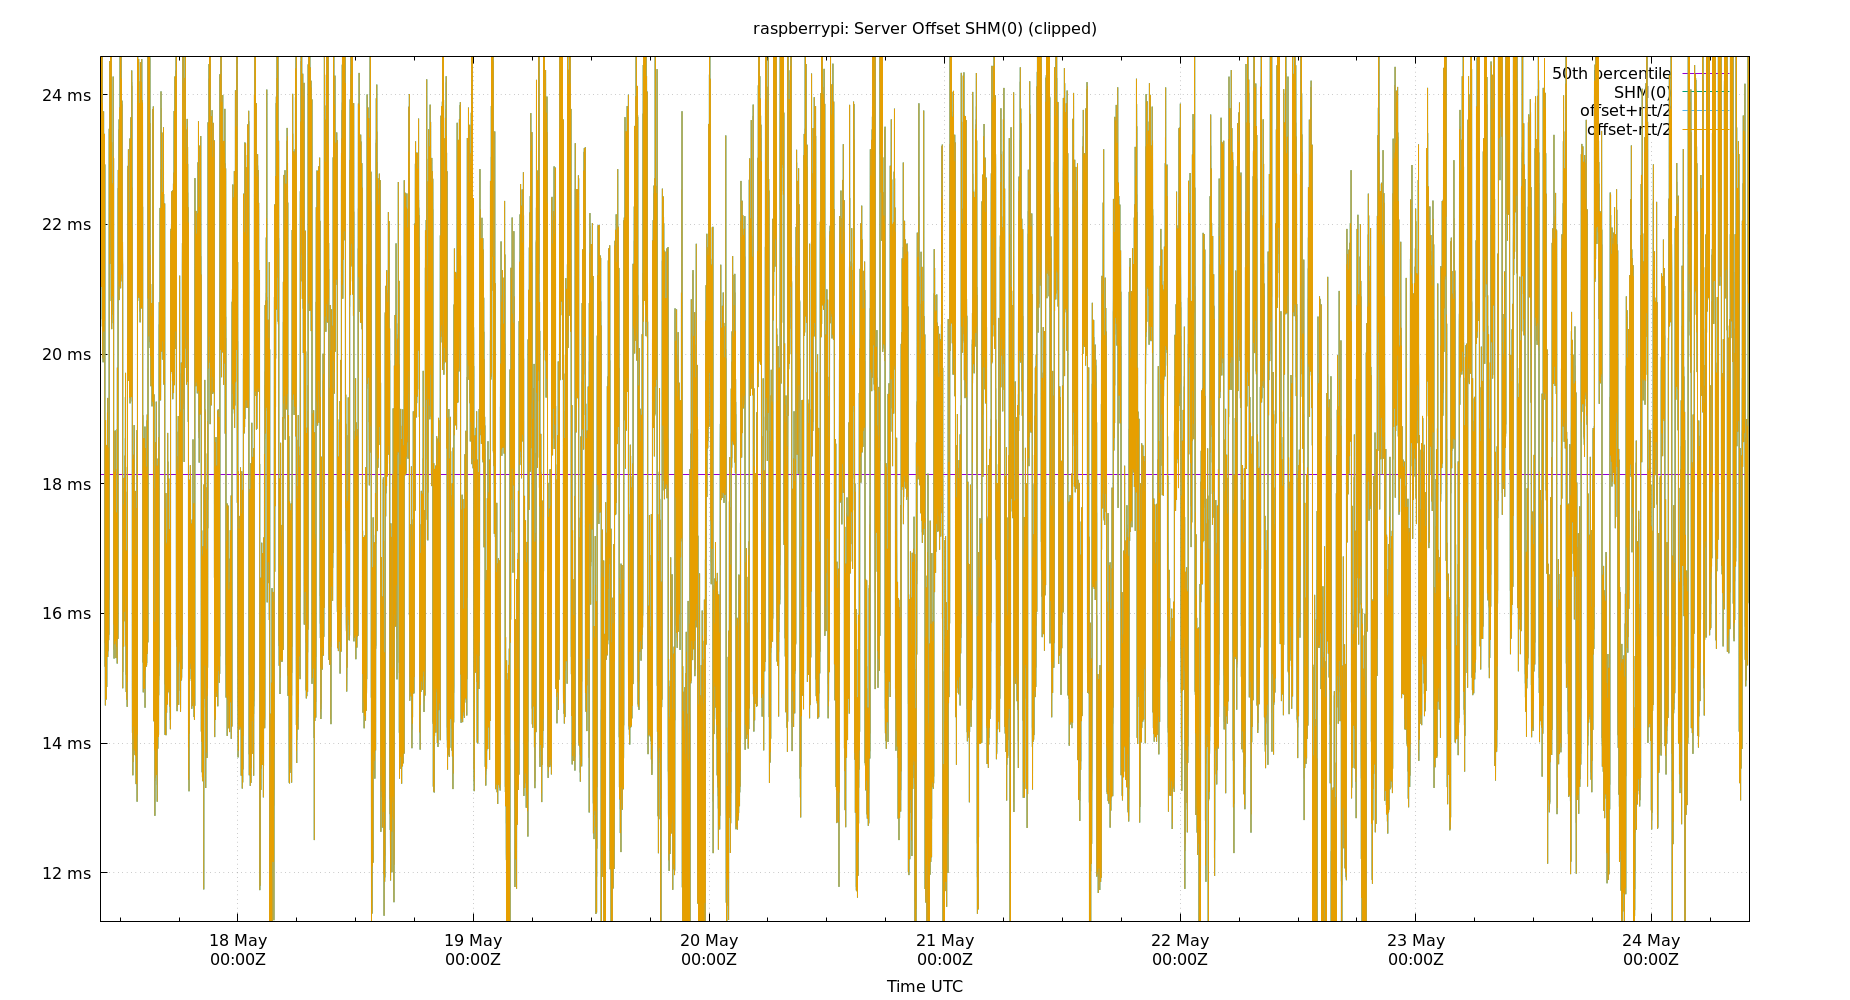 raspberrypi: Server Offset SHM(0) (clipped)
50th percentile
SHM(0)
offset+rtt/2
offset-rtt/2
24 ms
22 ms
20 ms
18 ms
16 ms
14 ms
12 ms
18 May 19 May 20 May 21 May 22 May 23 May 24 May
00:00Z 00:00Z 00:00Z 00:00Z 00:00Z 00:00Z 00:00Z
Time UTC